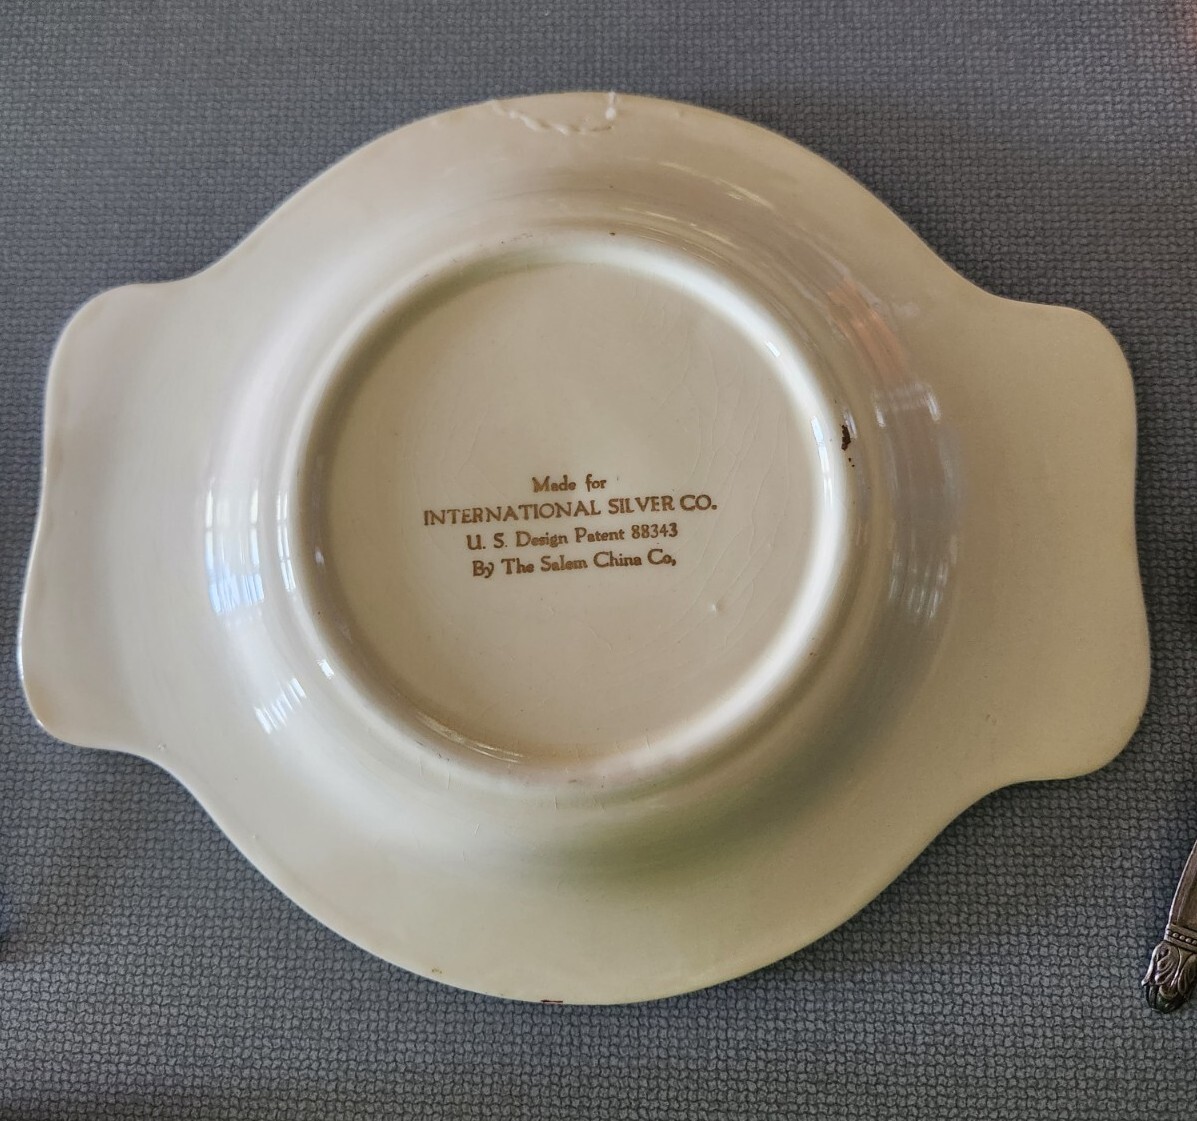 Made for
INTERNATIONAL SILVER CO.
U. S. Design Patent 88343
By The Salem China Co,